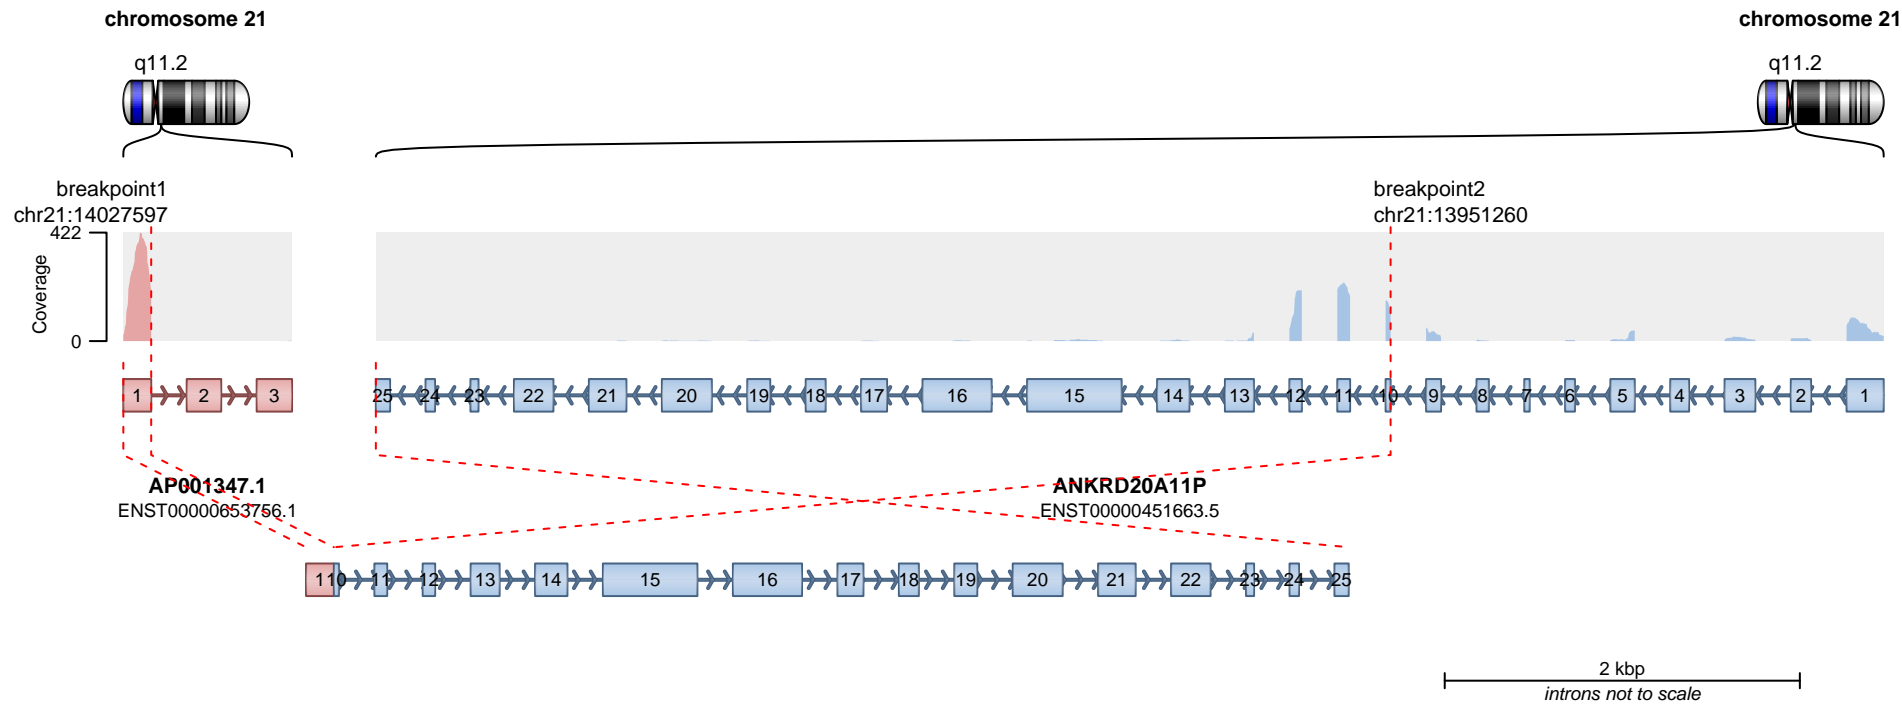 chromosome 21
chromosome 21
q11.2
q11.2
breakpoint1
chr21:14027597
breakpoint2
chr21:13951260
422
Coverage
0
1 2 3
25 24 23 22 21 20 19 18 17 16 15 14 13 12 11 10 9 8 7 6 5 4 3 2 1
AP001347.1
ENST00000653756.1
ANKRD20A11P
ENST00000451663.5
1 10 11 12 13 14 15 16 17 18 19 20 21 22 23 24 25
2 kbp
introns not to scale